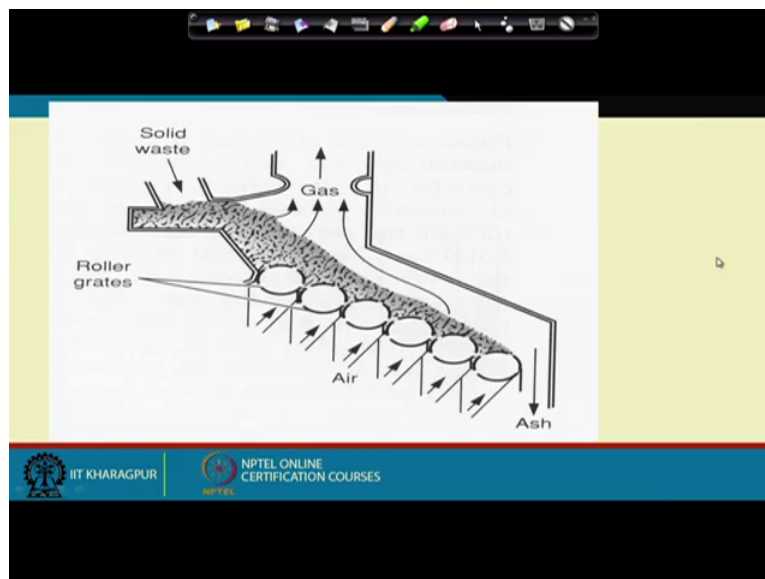 Solid
waste
Gas
Roller
grates
Air
Ash
IIT KHARAGPUR
NPTEL
NPTEL ONLINE
CERTIFICATION COURSES